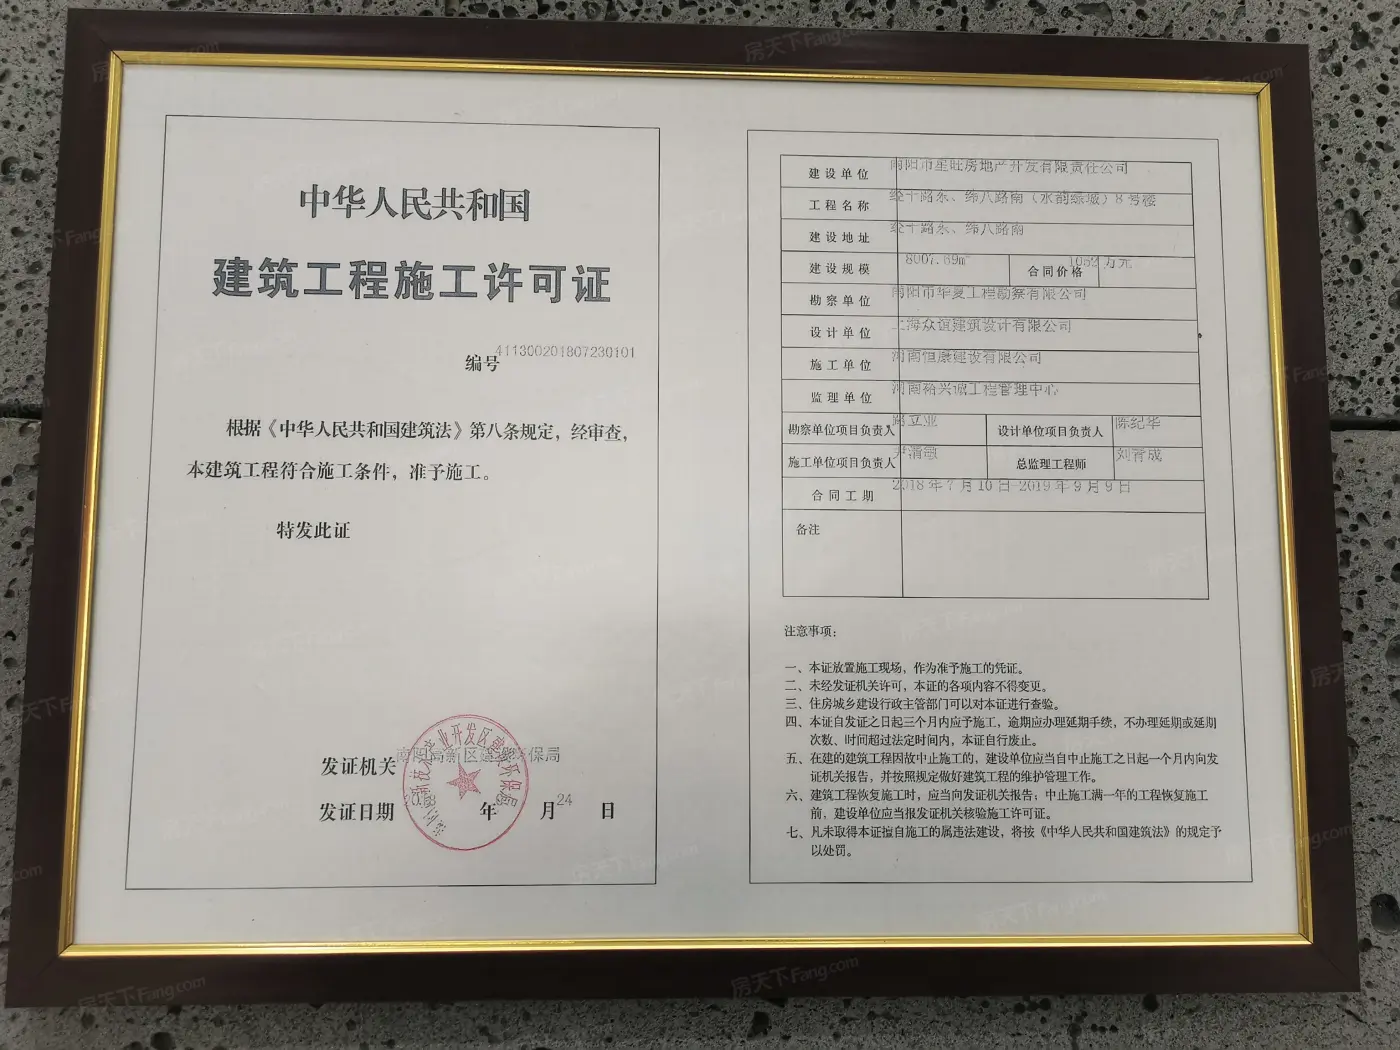 中华人民共和国
建筑工程施工许可证
编号 411300201807230101
根据《中华人民共和国建筑法》第八条规定，经审查，
本建筑工程符合施工条件，准予施工。
特发此证
发证机关 南阳高新区建设环保局
发证日期 年 月 24 日
建设单位 南阳市星旺房地产开发有限责任公司
工程名称 经十路东、纬八路南（水韵绿城）8号楼
建设地址 经十路东、纬八路南
建设规模 8007.69㎡ 合同价格 1052万元
勘察单位 南阳市华夏工程勘察有限公司
设计单位 上海众谊建筑设计有限公司
施工单位 河南恒晟建设有限公司
监理单位 河南裕兴诚工程管理中心
勘察单位项目负责人 路立业 设计单位项目负责人 陈纪华
施工单位项目负责人 尹清敏 总监理工程师 刘青成
合同工期 2018年7月10日-2019年9月9日
备注
注意事项：
一、本证放置施工现场，作为准予施工的凭证。
二、未经发证机关许可，本证的各项内容不得变更。
三、住房城乡建设行政主管部门可以对本证进行查验。
四、本证自发证之日起三个月内应予施工，逾期应办理延期手续，不办理延期或延期
次数、时间超过法定时间内，本证自行废止。
五、在建的建筑工程因故中止施工的，建设单位应当自中止施工之日起一个月内向发
证机关报告，并按照规定做好建筑工程的维护管理工作。
六、建筑工程恢复施工时，应当向发证机关报告；中止施工满一年的工程恢复施工
前，建设单位应当报发证机关核验施工许可证。
七、凡未取得本证擅自施工的属违法建设，将按《中华人民共和国建筑法》的规定予
以处罚。
房天下Fang.com